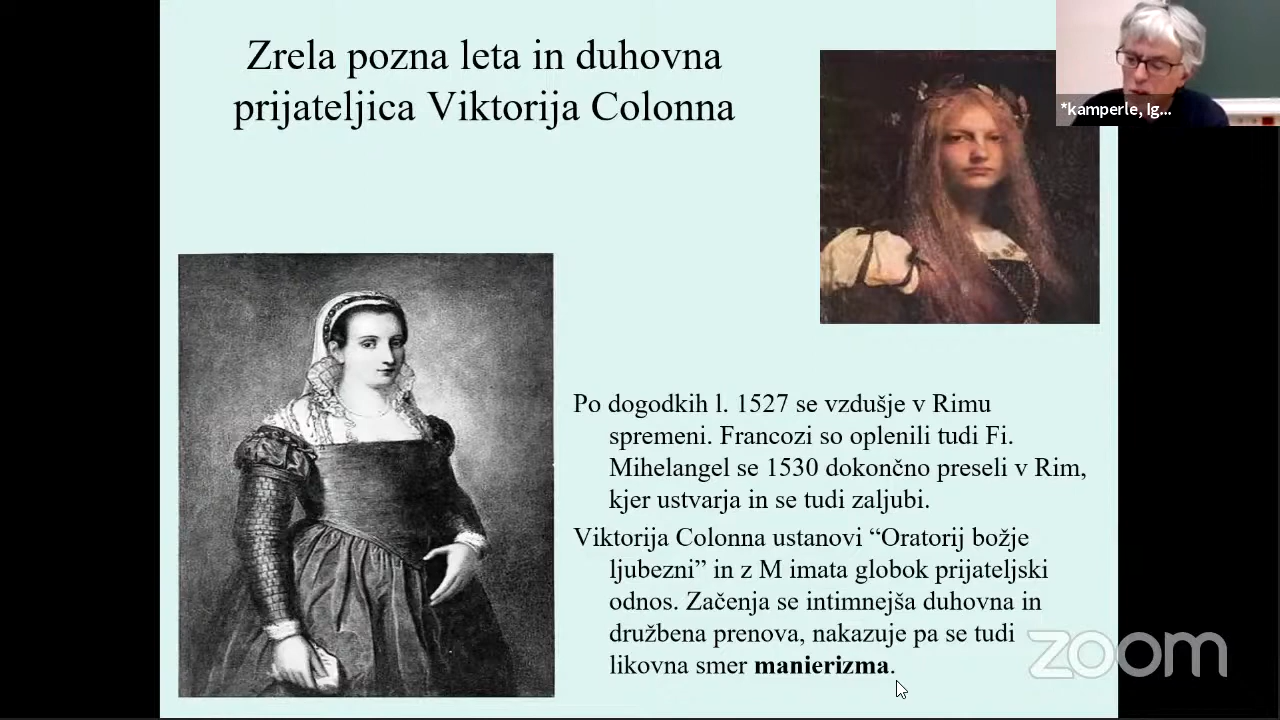 Zrela pozna leta in duhovna
prijateljica Viktorija Colonna
*kamperle, Ig...
Po dogodkih l. 1527 se vzdušje v Rimu
spremeni. Francozi so oplenili tudi Fi.
Mihelangel se 1530 dokončno preseli v Rim,
kjer ustvarja in se tudi zaljubi.
Viktorija Colonna ustanovi “Oratorij božje
ljubezni” in z M imata globok prijateljski
odnos. Začenja se intimnejša duhovna in
družbena prenova, nakazuje pa se tudi
likovna smer manierizma.
zoom